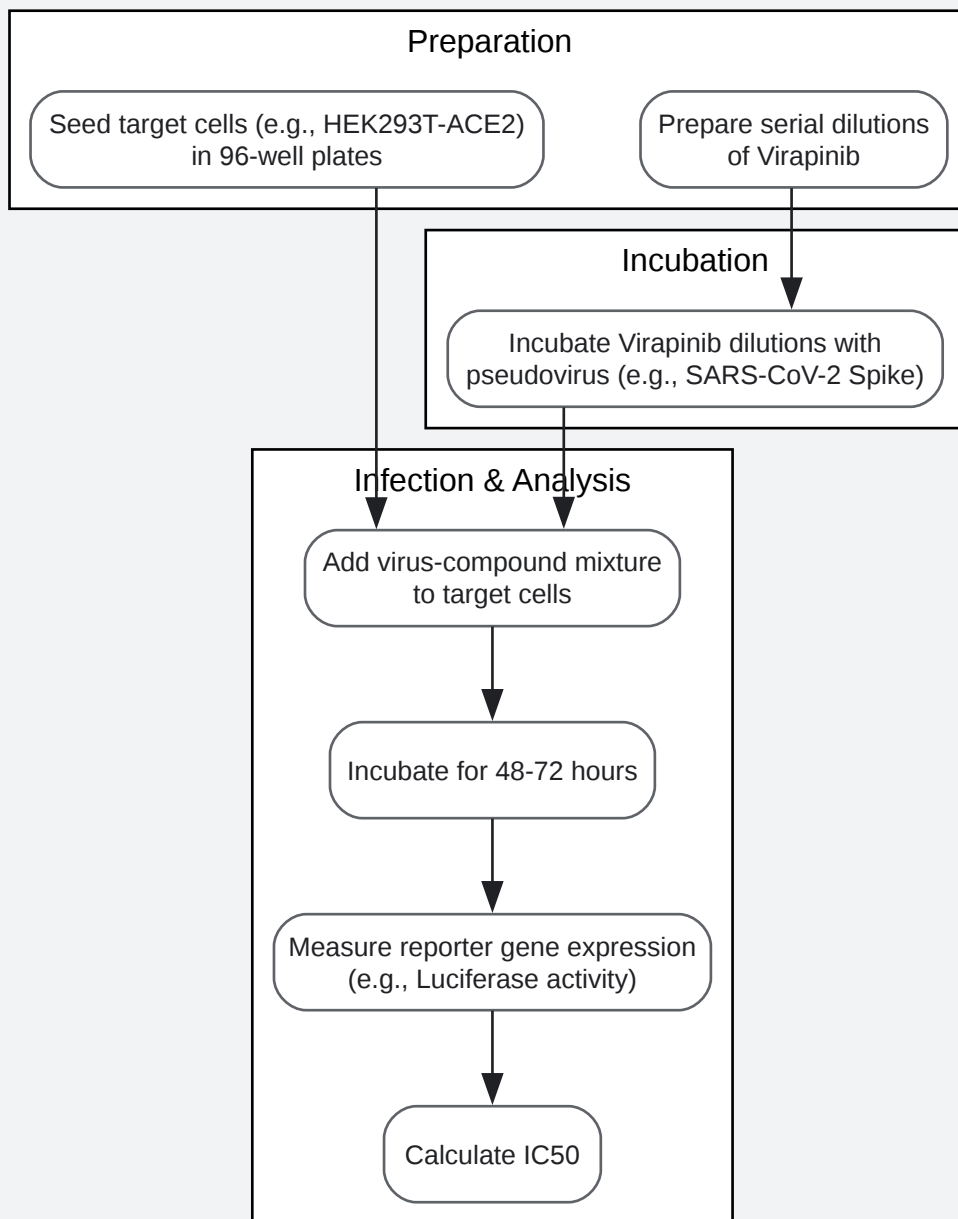 Preparation
Seed target cells (e.g., HEK293T-ACE2)
in 96-well plates
Prepare serial dilutions
of Virapinib
Incubation
Incubate Virapinib dilutions with
pseudovirus (e.g., SARS-CoV-2 Spike)
Infection & Analysis
Add virus-compound mixture
to target cells
Incubate for 48-72 hours
Measure reporter gene expression
(e.g., Luciferase activity)
Calculate IC50